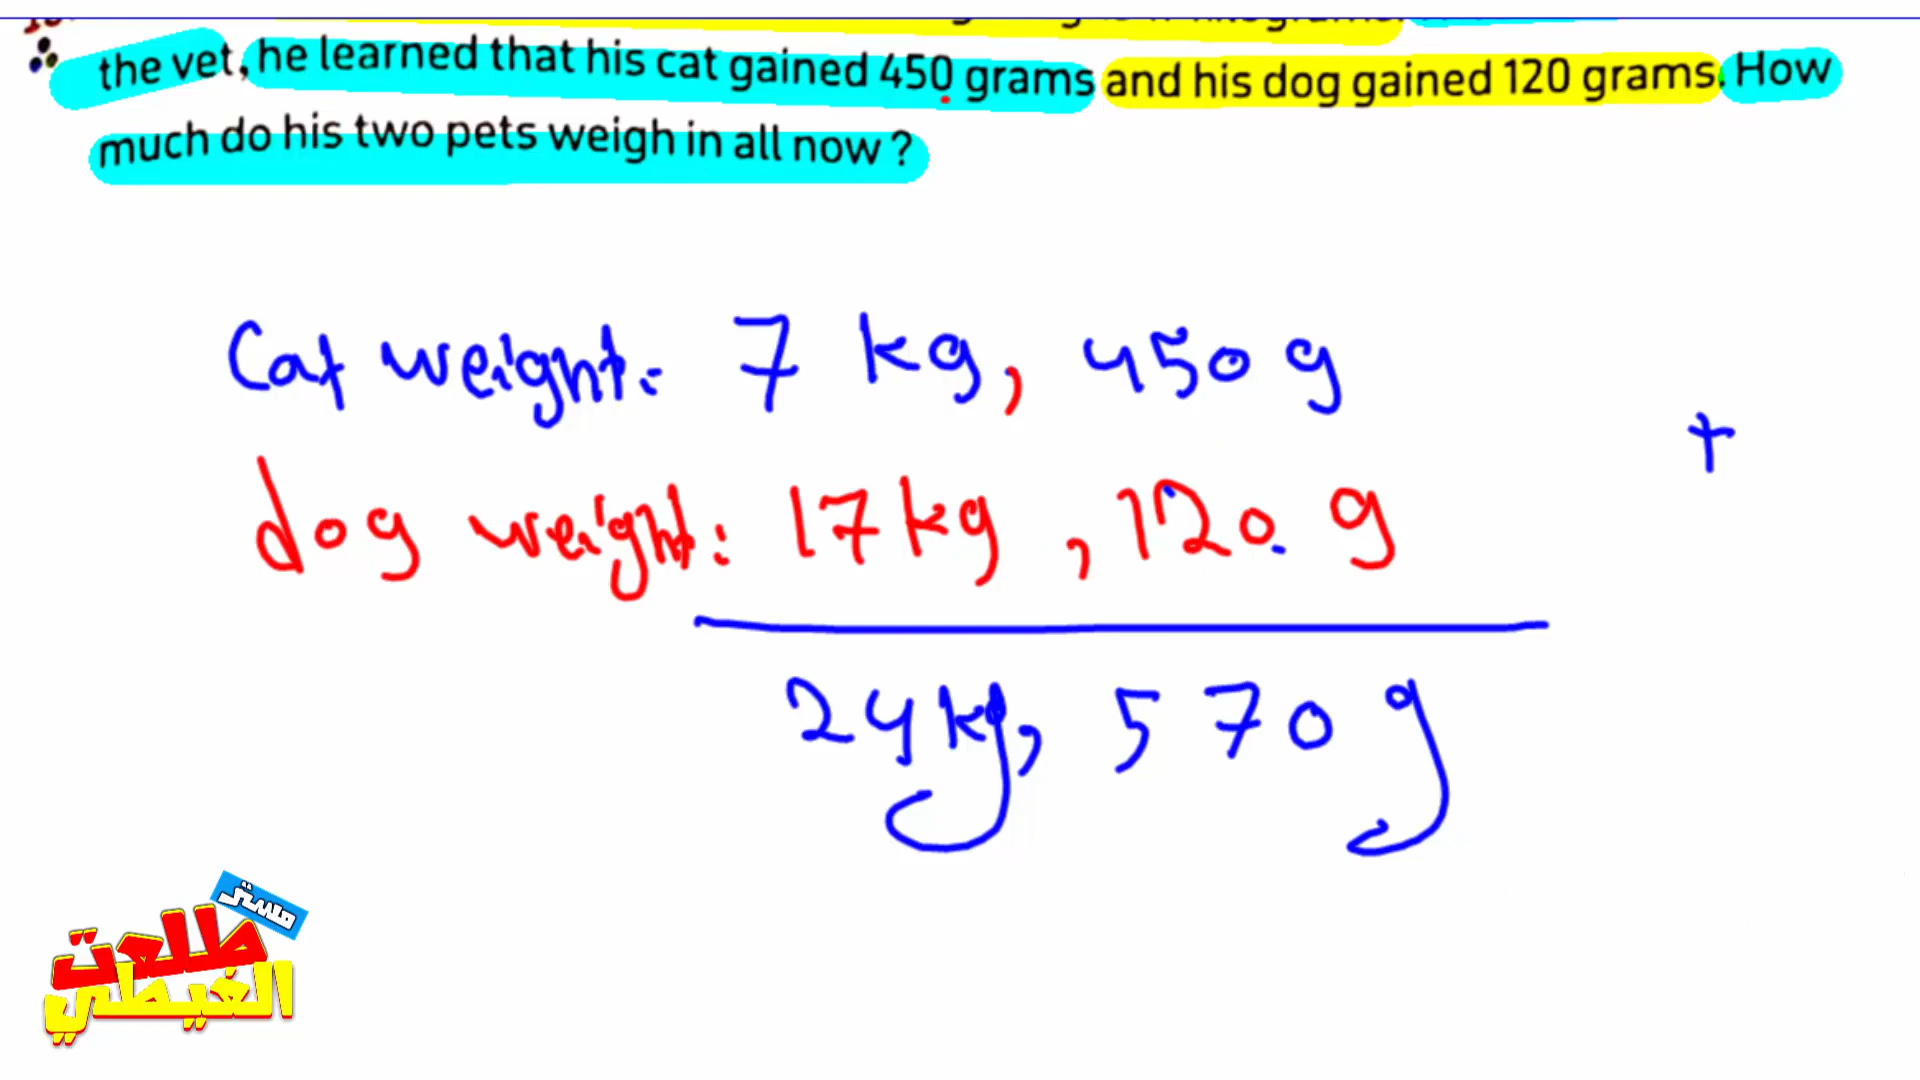 the vet, he learned that his cat gained 450 grams and his dog gained 120 grams. How
much do his two pets weigh in all now ?
Cat weight: 7 kg, 450 g
+
dog weight: 17 kg, 120 g
24 kg, 570 g
مستر
طلعت
الغيطي